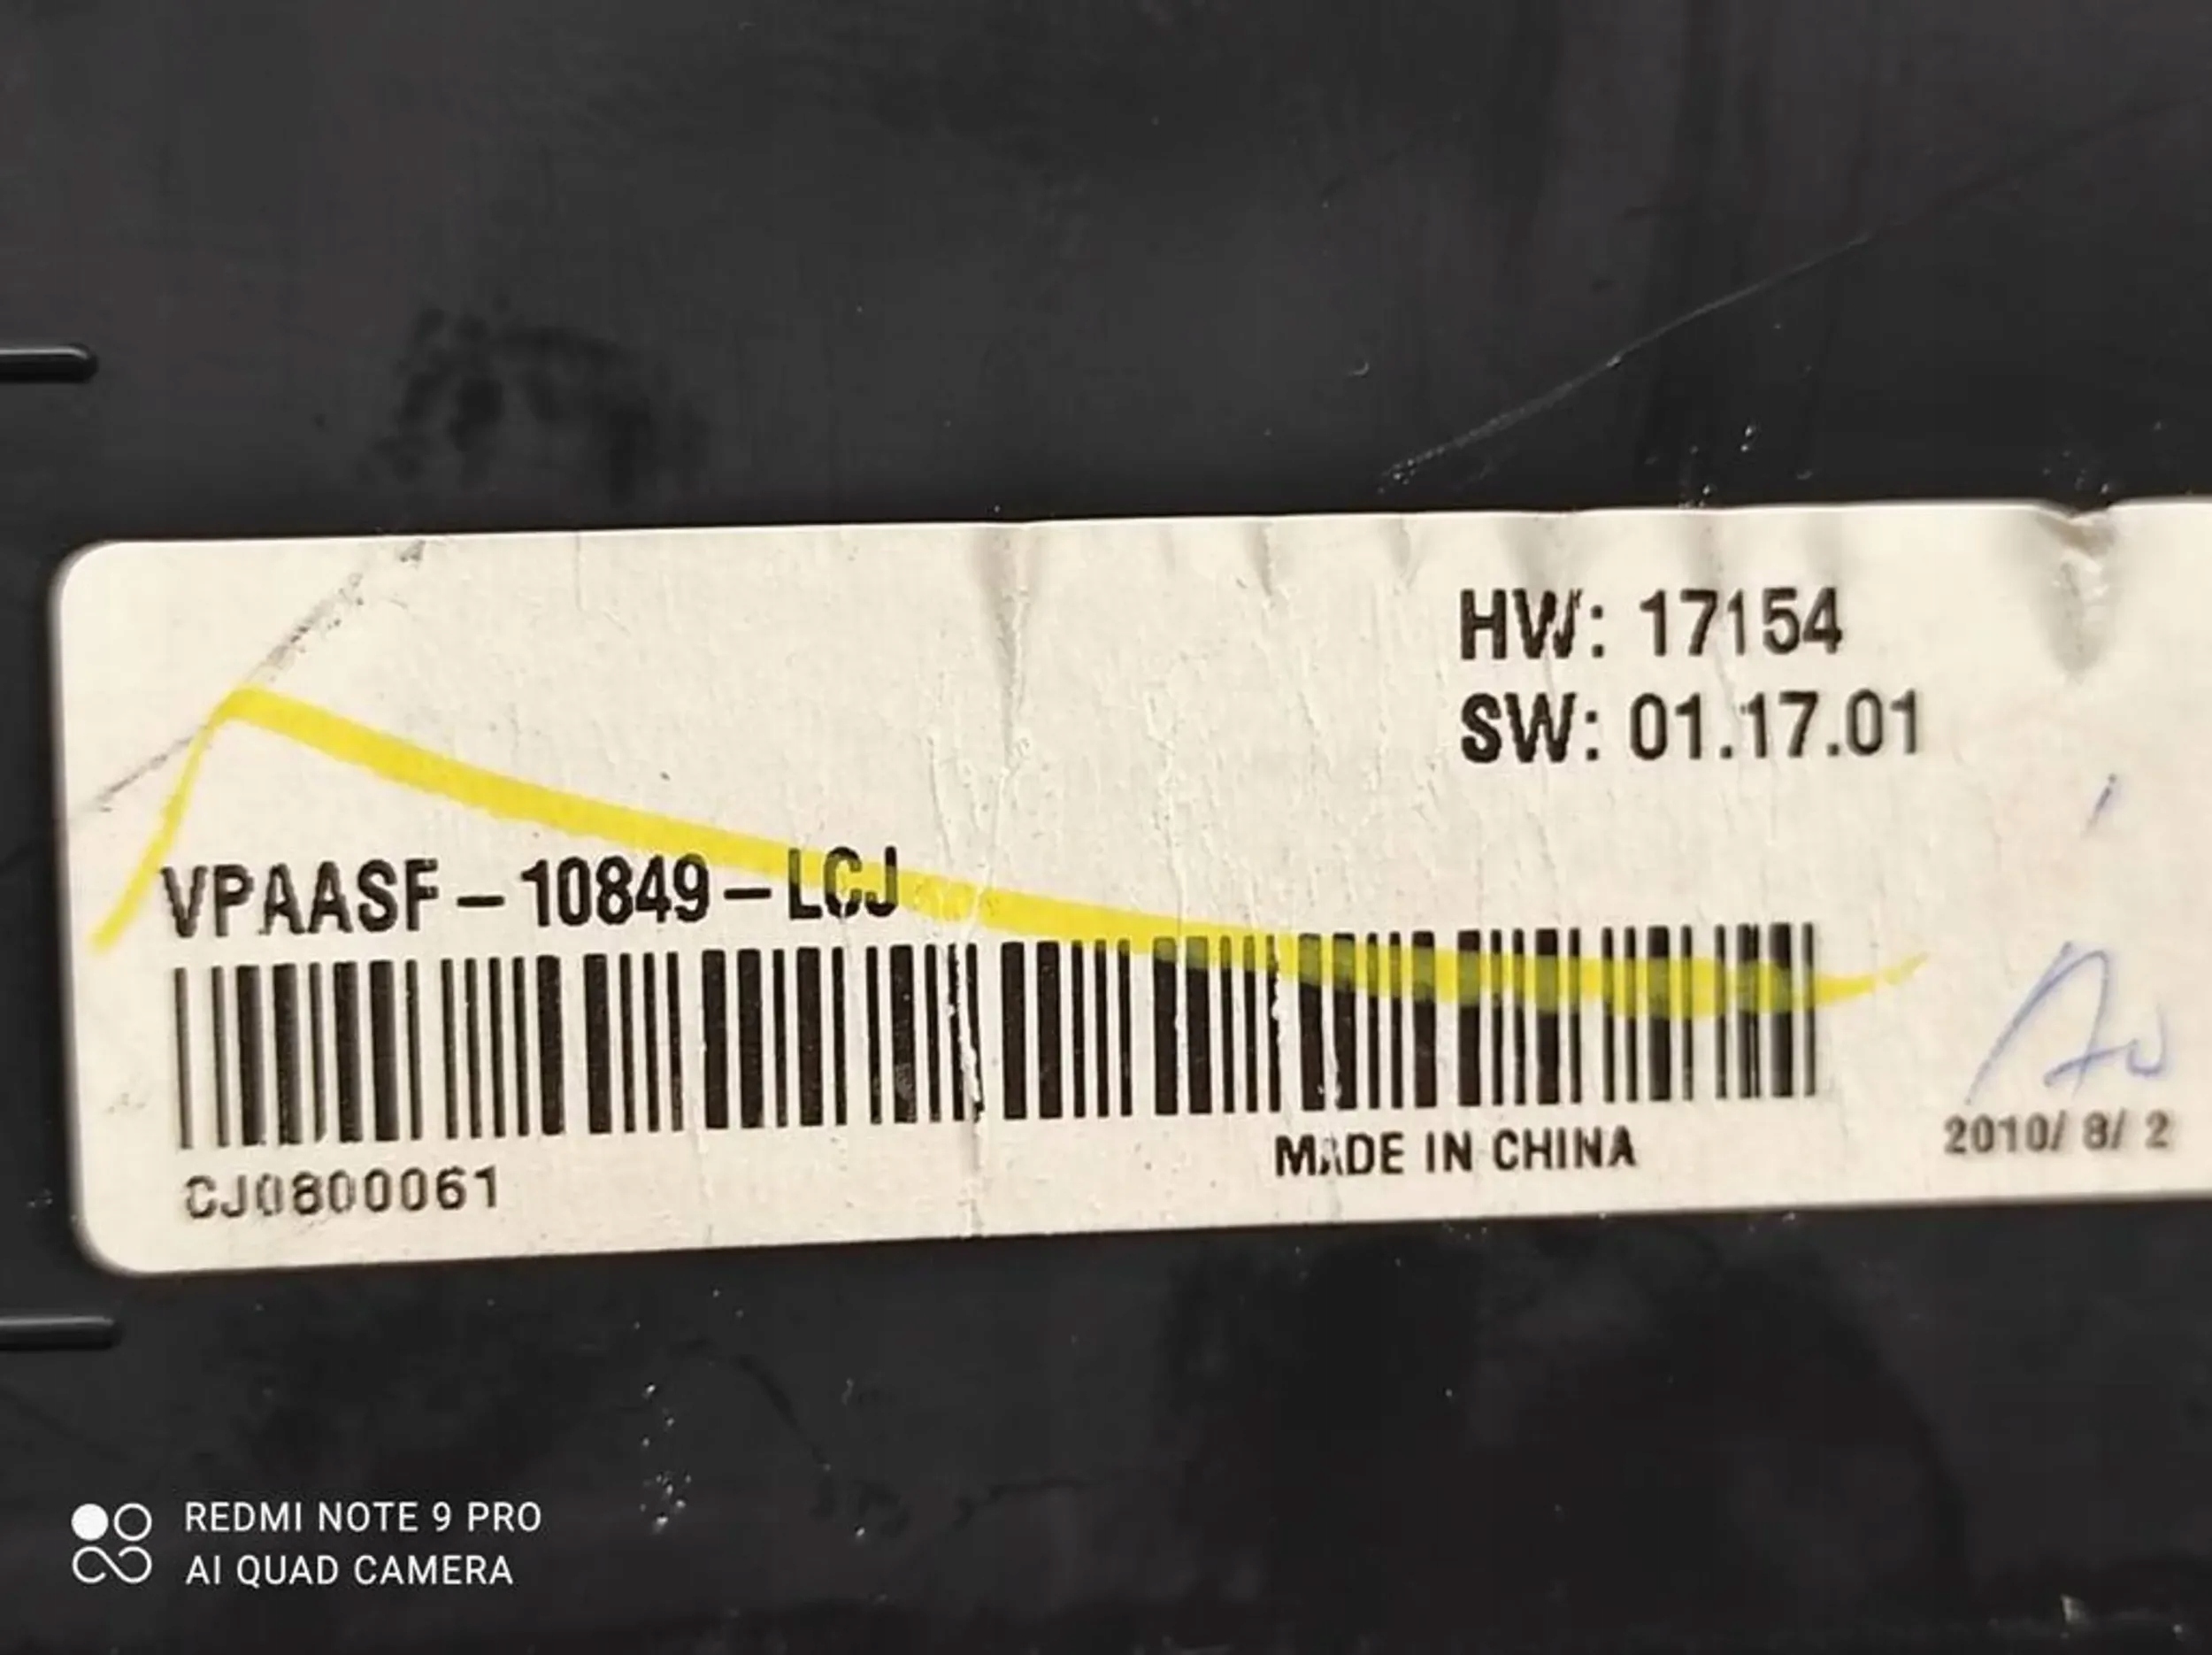 HW: 17154
SW: 01.17.01
VPAASF-10849-LCJ
CJ0800061
MADE IN CHINA
2010/ 8/ 2
REDMI NOTE 9 PRO
AI QUAD CAMERA